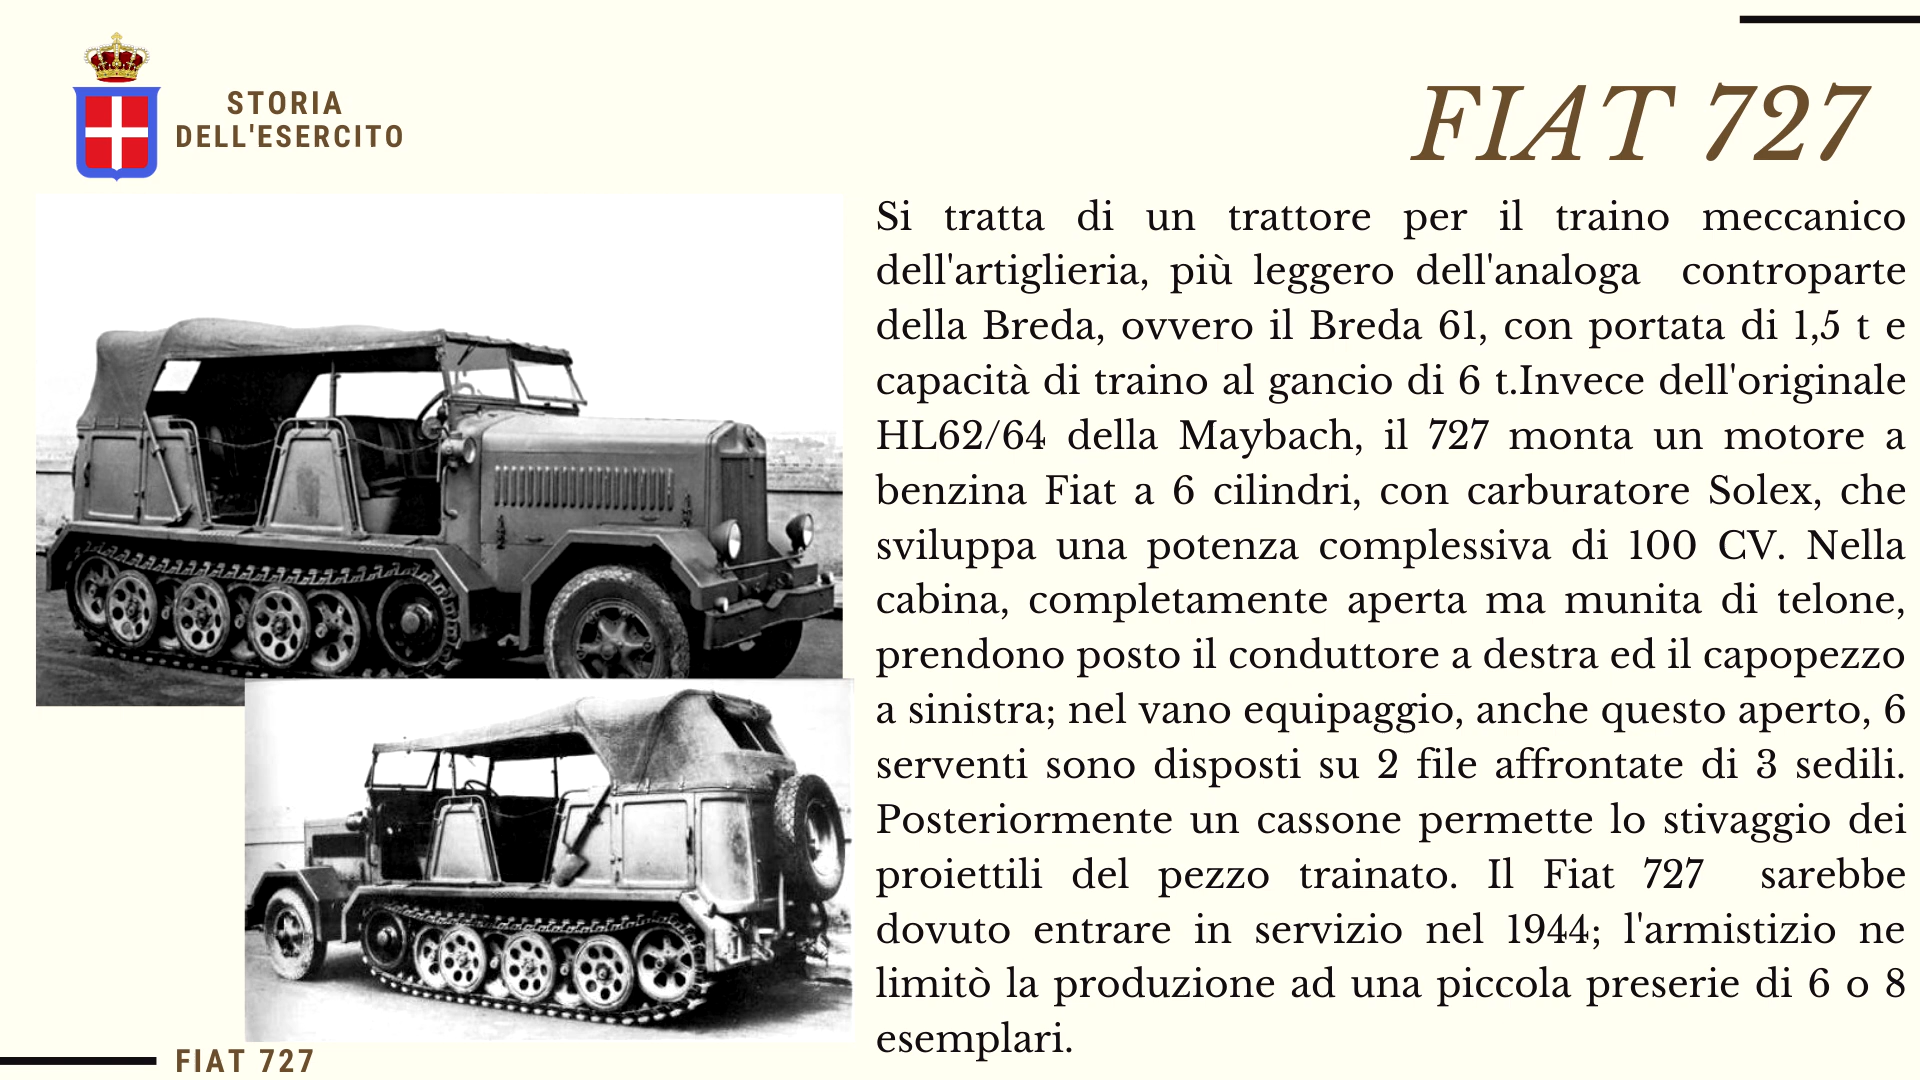 STORIA
DELL'ESERCITO
FIAT 727
Si tratta di un trattore per il traino meccanico
dell'artiglieria, più leggero dell'analoga controparte
della Breda, ovvero il Breda 61, con portata di 1,5 t e
capacità di traino al gancio di 6 t.Invece dell'originale
HL62/64 della Maybach, il 727 monta un motore a
benzina Fiat a 6 cilindri, con carburatore Solex, che
sviluppa una potenza complessiva di 100 CV. Nella
cabina, completamente aperta ma munita di telone,
prendono posto il conduttore a destra ed il capopezzo
a sinistra; nel vano equipaggio, anche questo aperto, 6
serventi sono disposti su 2 file affrontate di 3 sedili.
Posteriormente un cassone permette lo stivaggio dei
proiettili del pezzo trainato. Il Fiat 727 sarebbe
dovuto entrare in servizio nel 1944; l'armistizio ne
limitò la produzione ad una piccola preserie di 6 o 8
esemplari.
FIAT 727